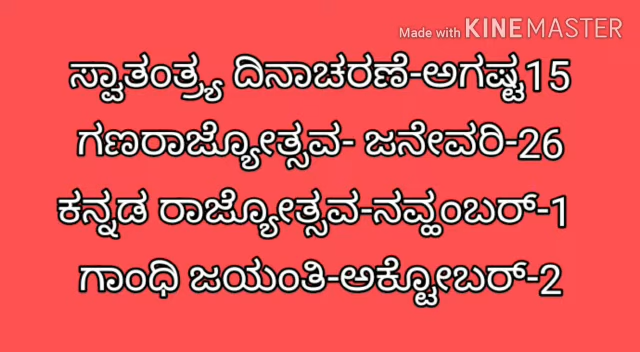 Made with KINEMASTER
ಸ್ವಾತಂತ್ರ್ಯ ದಿನಾಚರಣೆ-ಅಗಷ್ಟ15
ಗಣರಾಜ್ಯೋತ್ಸವ- ಜನೇವರಿ-26
ಕನ್ನಡ ರಾಜ್ಯೋತ್ಸವ-ನವ್ಹಂಬರ್-1
ಗಾಂಧಿ ಜಯಂತಿ-ಅಕ್ಟೋಬರ್-2